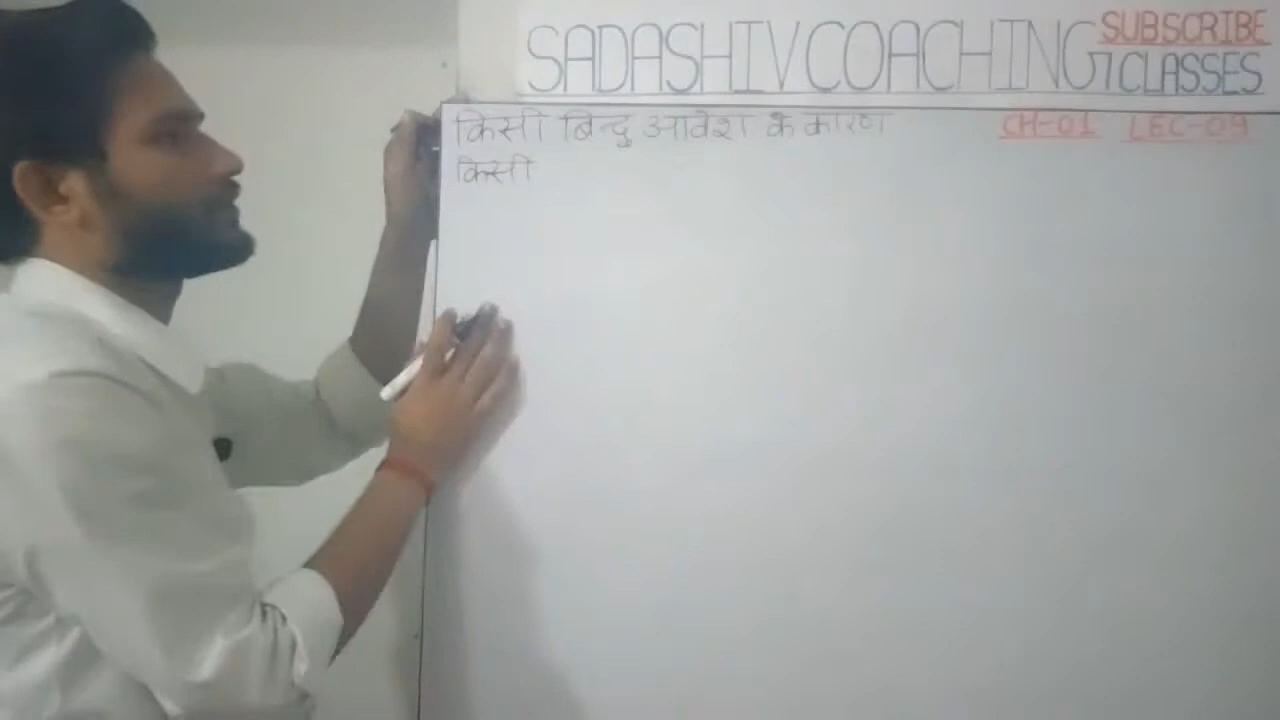 SADASHIV COACHING CLASSES
SUBSCRIBE
किसी बिन्दु आवेश के कारण
CH-01 LEC-09
किसी